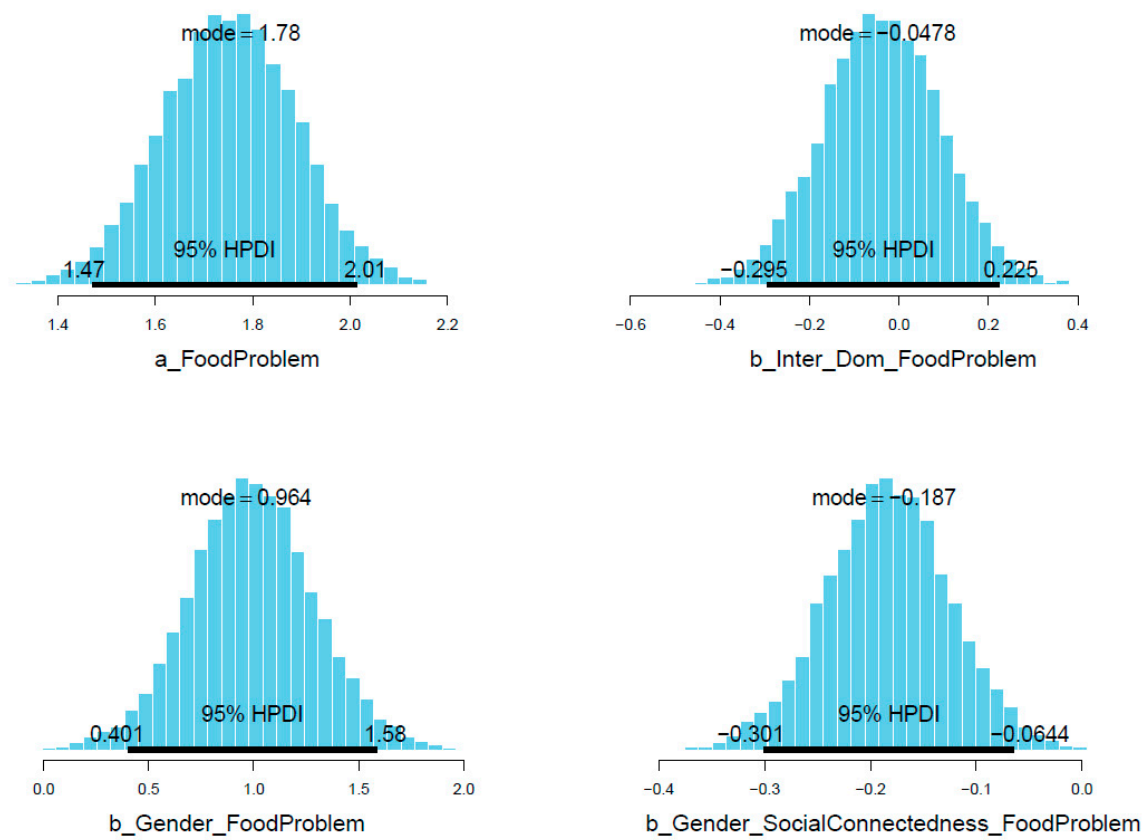 mode = 1.78
95% HPDI
1.47 2.01
1.4 1.6 1.8 2.0 2.2
a_FoodProblem
mode = −0.0478
95% HPDI
−0.295 0.225
−0.6 −0.4 −0.2 0.0 0.2 0.4
b_Inter_Dom_FoodProblem
mode = 0.964
95% HPDI
0.401 1.58
0.0 0.5 1.0 1.5 2.0
b_Gender_FoodProblem
mode = −0.187
95% HPDI
−0.301 −0.0644
−0.4 −0.3 −0.2 −0.1 0.0
b_Gender_SocialConnectedness_FoodProblem